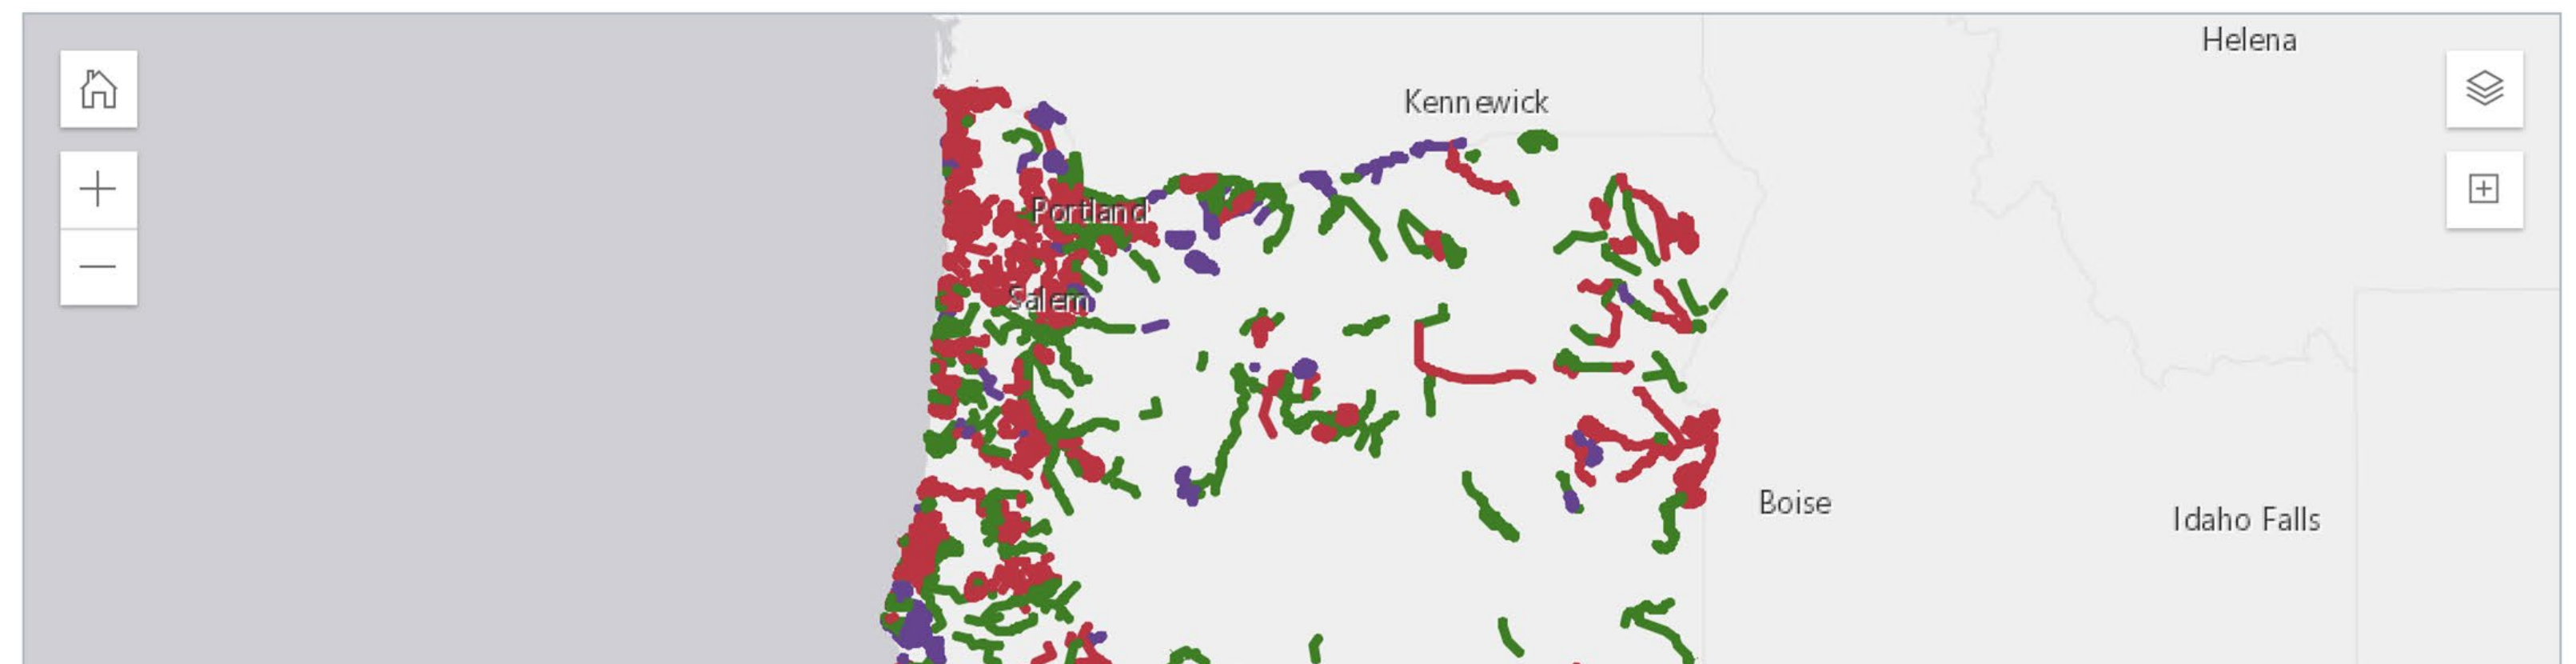 Helena
Kennewick
Portland
Salem
Boise
Idaho Falls